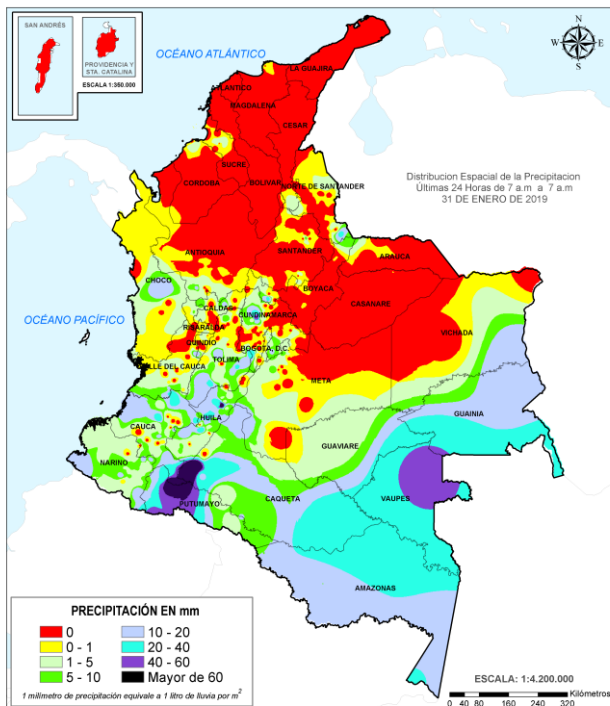 SAN ANDRÉS
PROVIDENCIA Y
STA. CATALINA
ESCALA 1:350.000
OCÉANO ATLÁNTICO
N
W
E
S
LA GUAJIRA
ATLANTICO
MAGDALENA
CESAR
SUCRE
CORDOBA
BOLIVAR
NORTE DE SANTANDER
Distribucion Espacial de la Precipitacion
Últimas 24 Horas de 7 a.m a 7 a.m
31 DE ENERO DE 2019
ANTIOQUIA
SANTANDER
ARAUCA
CHOCO
BOYACA
CASANARE
OCÉANO PACÍFICO
CALDAS
CUNDINAMARCA
RISARALDA
VICHADA
QUINDIO
BOGOTA, D.C.
TOLIMA
VALLE DEL CAUCA
META
GUAINIA
HUILA
CAUCA
GUAVIARE
NARIÑO
CAQUETA
VAUPES
PUTUMAYO
AMAZONAS
PRECIPITACIÓN EN mm
0
0 - 1
1 - 5
5 - 10
10 - 20
20 - 40
40 - 60
Mayor de 60
1 milímetro de precipitación equivale a 1 litro de lluvia por m²
ESCALA: 1:4.200.000
Kilómetros
0 40 80 160 240 320